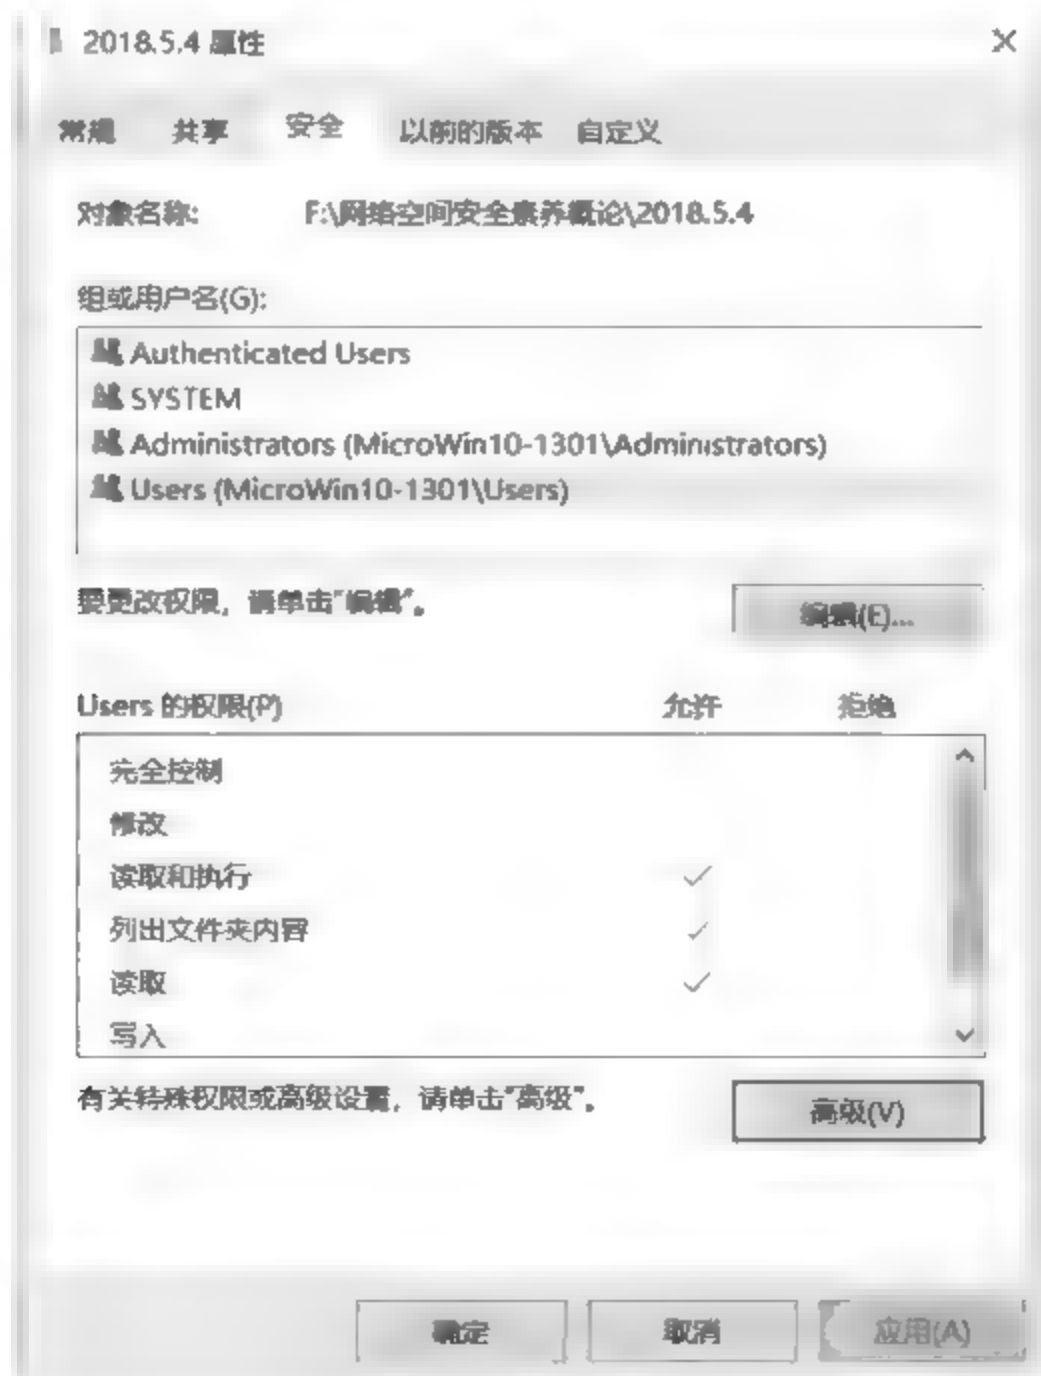 2018.5.4 属性
常规 共享 安全 以前的版本 自定义
对象名称: F:\网络空间安全素养概论\2018.5.4
组或用户名(G):
Authenticated Users
SYSTEM
Administrators (MicroWin10-1301\Administrators)
Users (MicroWin10-1301\Users)
要更改权限，请单击"编辑"。 编辑(E)...
Users 的权限(P) 允许 拒绝
完全控制
修改
读取和执行
列出文件夹内容
读取
写入
有关特殊权限或高级设置，请单击"高级"。 高级(V)
确定 取消 应用(A)